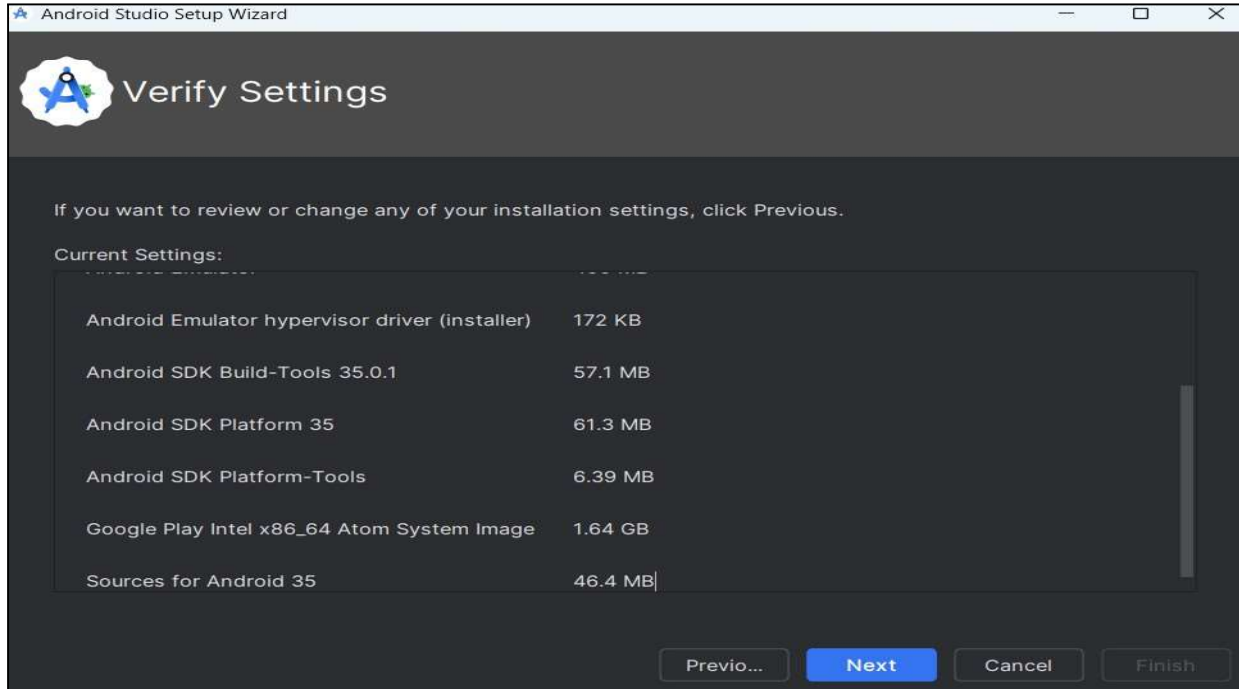 Android Studio Setup Wizard
Verify Settings
If you want to review or change any of your installation settings, click Previous.
Current Settings:
Android Emulator hypervisor driver (installer) 172 KB
Android SDK Build-Tools 35.0.1 57.1 MB
Android SDK Platform 35 61.3 MB
Android SDK Platform-Tools 6.39 MB
Google Play Intel x86_64 Atom System Image 1.64 GB
Sources for Android 35 46.4 MB
Previo... Next Cancel Finish